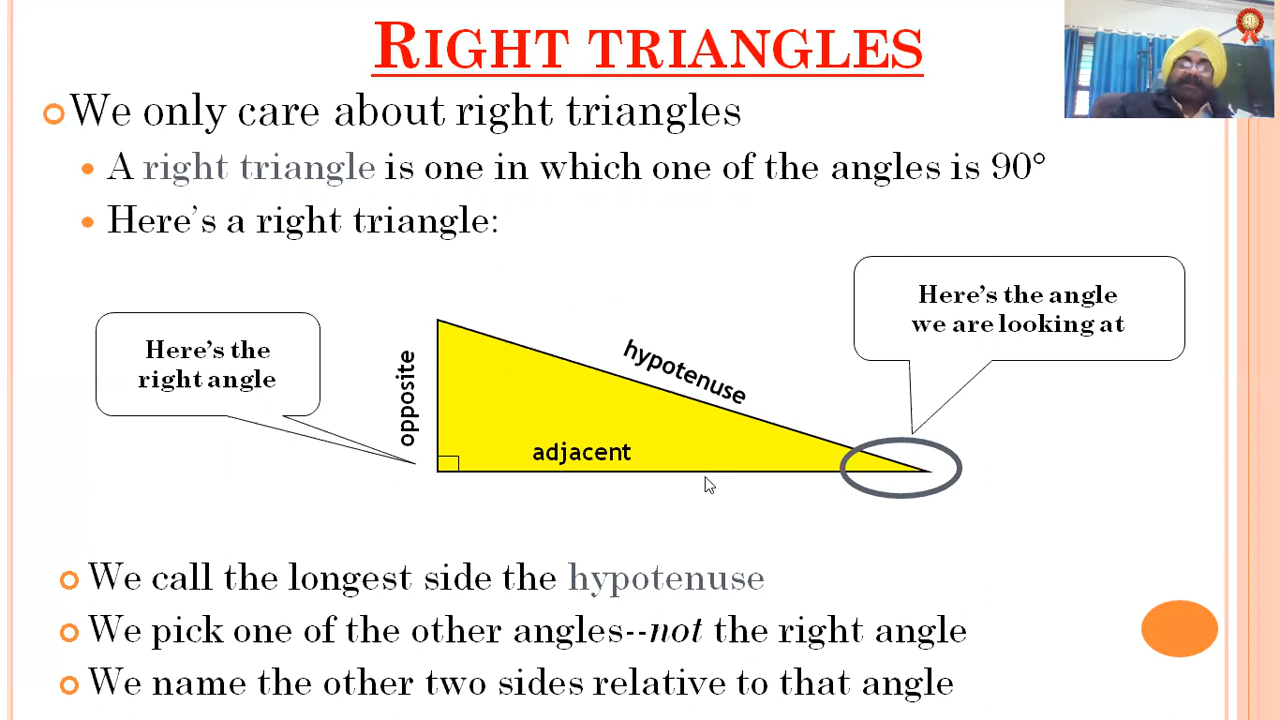 RIGHT TRIANGLES
We only care about right triangles
A right triangle is one in which one of the angles is 90°
Here's a right triangle:
Here's the angle
we are looking at
Here's the
right angle
opposite
hypotenuse
adjacent
We call the longest side the hypotenuse
We pick one of the other angles--not the right angle
We name the other two sides relative to that angle